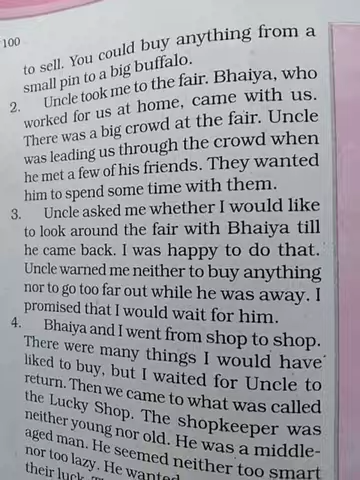 100
to sell. You could buy anything from a
small pin to a big buffalo.
2. Uncle took me to the fair. Bhaiya, who
worked for us at home, came with us.
There was a big crowd at the fair. Uncle
was leading us through the crowd when
he met a few of his friends. They wanted
him to spend some time with them.
3. Uncle asked me whether I would like
to look around the fair with Bhaiya till
he came back. I was happy to do that.
Uncle warned me neither to buy anything
nor to go too far out while he was away. I
promised that I would wait for him.
4. Bhaiya and I went from shop to shop.
There were many things I would have
liked to buy, but I waited for Uncle to
return. Then we came to what was called
the Lucky Shop. The shopkeeper was
neither young nor old. He was a middle-
aged man. He seemed neither too smart
nor too lazy. He wanted
their luck.